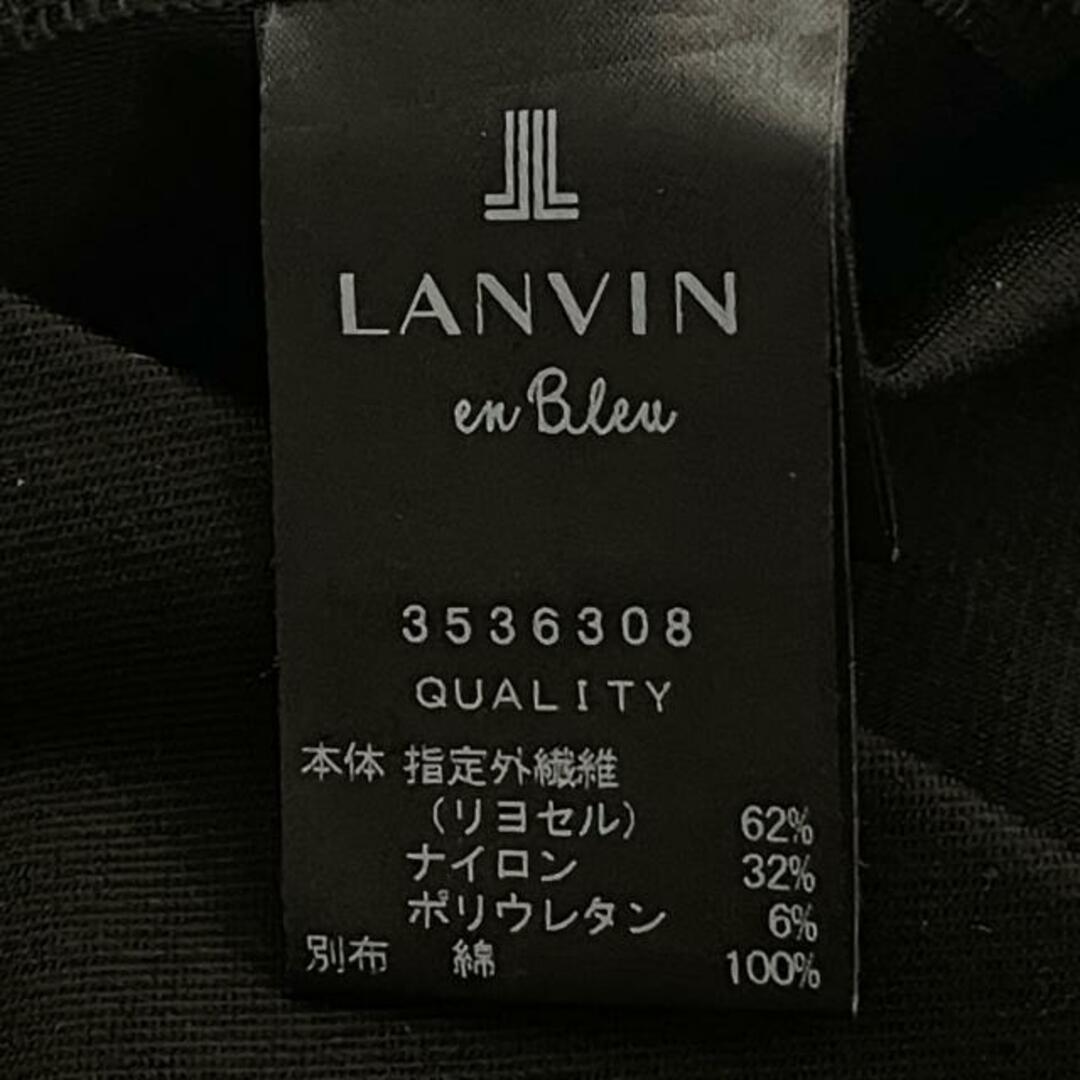 LANVIN
en Bleu
3536308
QUALITY
本体 指定外繊維
(リヨセル) 62%
ナイロン 32%
ポリウレタン 6%
別布 綿 100%